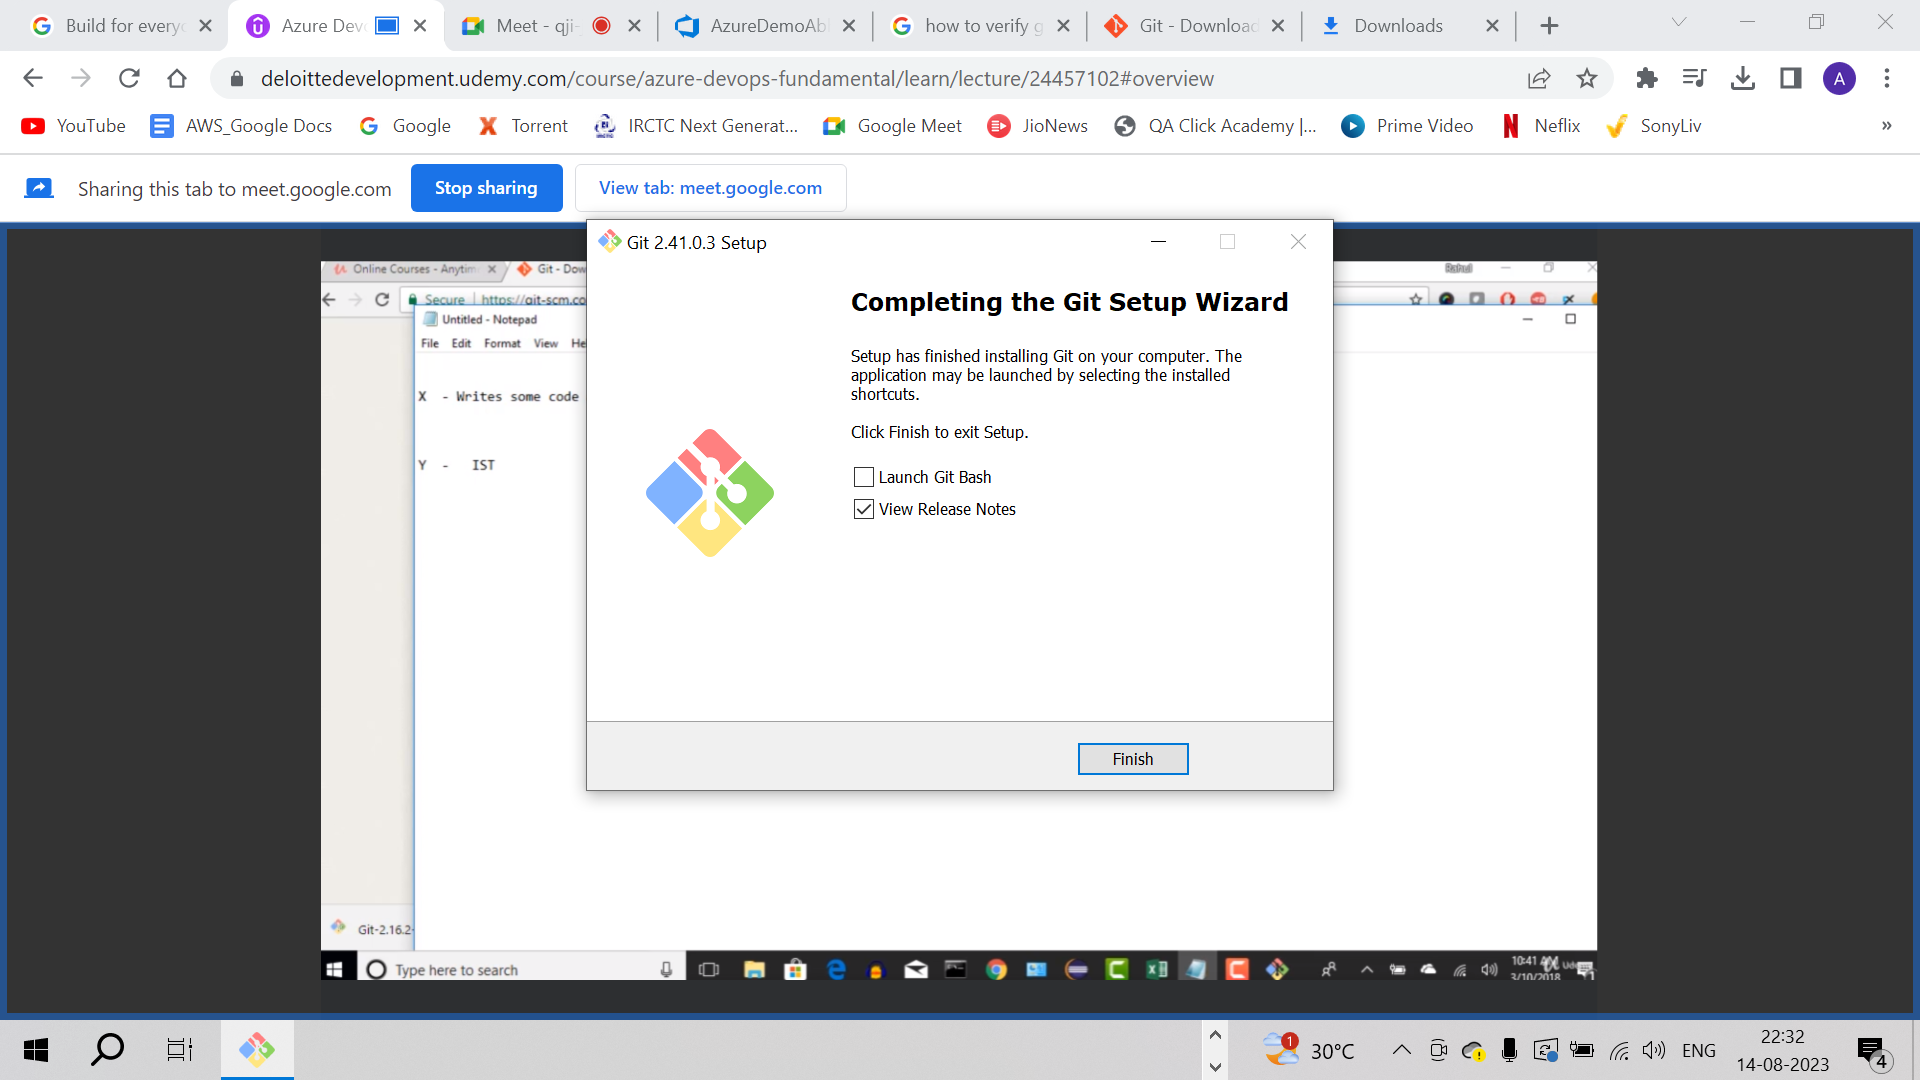 Build for every
Azure Dev
Meet - qji-
AzureDemoAb
how to verify g
Git - Download
Downloads
deloittedevelopment.udemy.com/course/azure-devops-fundamental/learn/lecture/24457102#overview
A
YouTube
AWS_Google Docs
Google
Torrent
IRCTC Next Generat...
Google Meet
JioNews
QA Click Academy |...
Prime Video
Neflix
SonyLiv
»
Sharing this tab to meet.google.com
Stop sharing
View tab: meet.google.com
Git 2.41.0.3 Setup
Completing the Git Setup Wizard
Setup has finished installing Git on your computer. The
application may be launched by selecting the installed
shortcuts.
Click Finish to exit Setup.
Launch Git Bash
View Release Notes
Finish
Online Courses - Anytim
Git - Dow
Rahul
Secure
https://git-scm.co
Untitled - Notepad
File Edit Format View He
X - Writes some code
Y - IST
Git-2.16.2-
Type here to search
10:41 AM
3/10/2018
1
30°C
ENG
22:32
14-08-2023
4